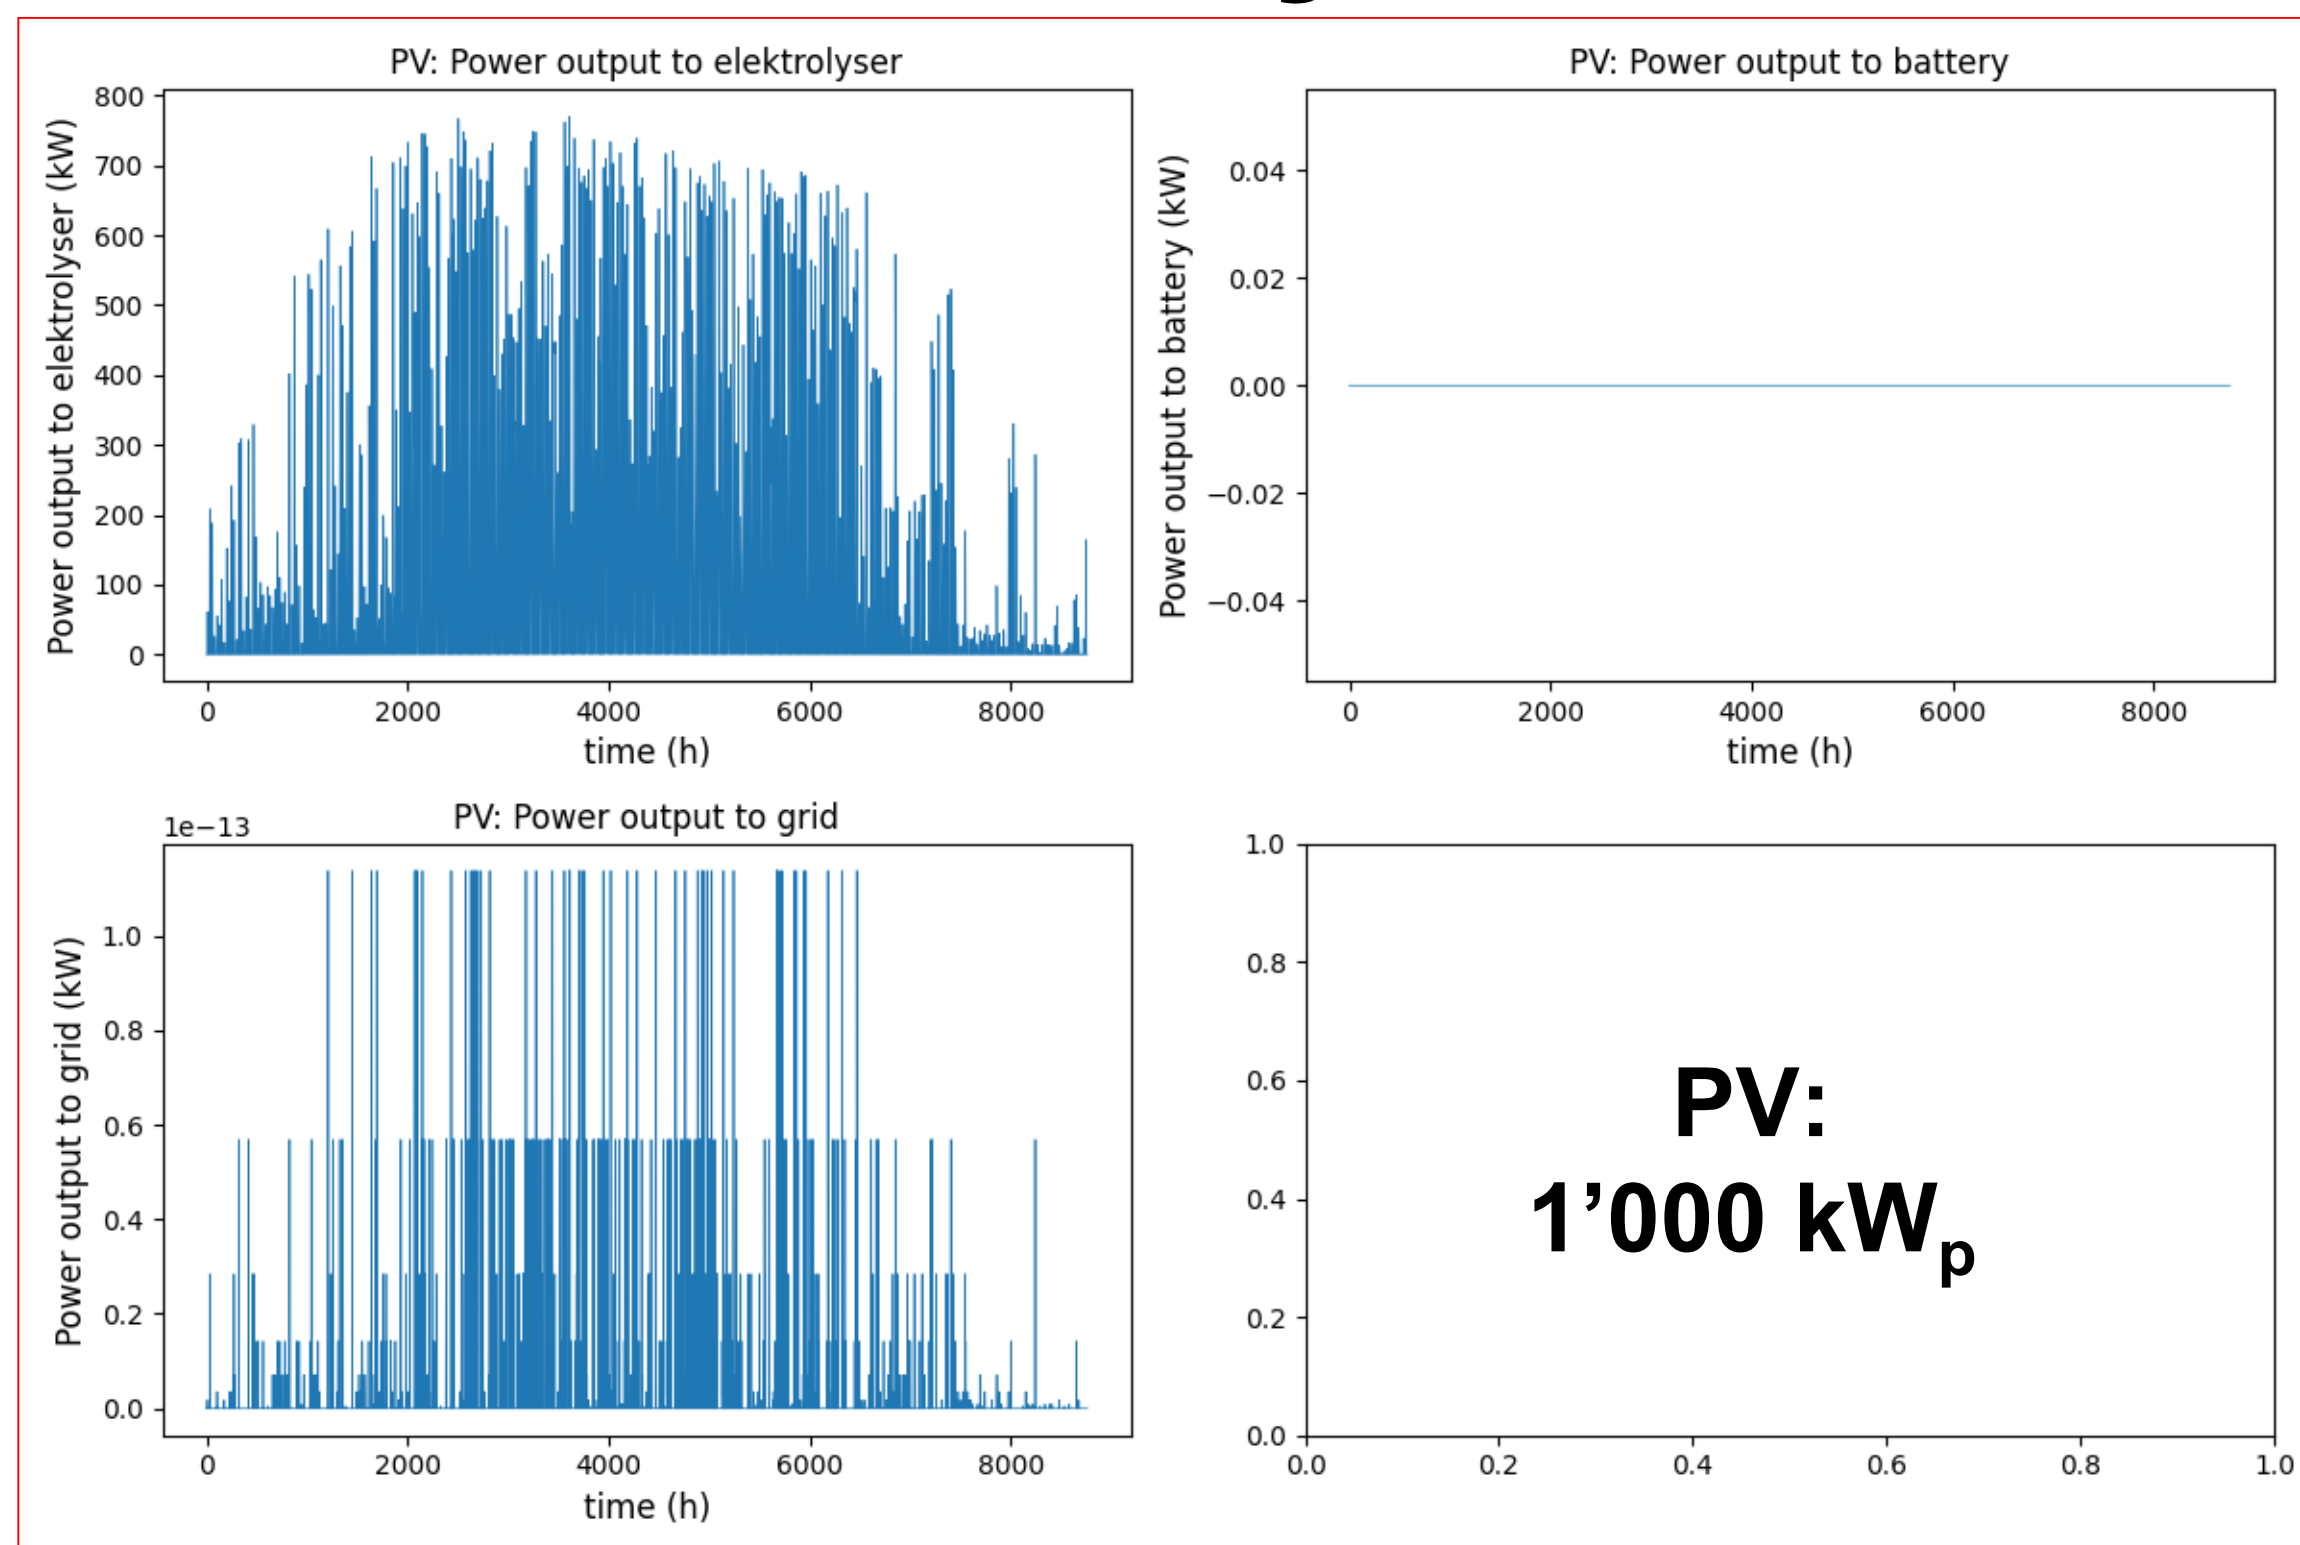 PV: Power output to elektrolyser
Power output to elektrolyser (kW)
800
700
600
500
400
300
200
100
0
0 2000 4000 6000 8000
time (h)
PV: Power output to battery
Power output to battery (kW)
0.04
0.02
0.00
−0.02
−0.04
0 2000 4000 6000 8000
time (h)
PV: Power output to grid
1e−13
Power output to grid (kW)
1.0
0.8
0.6
0.4
0.2
0.0
0 2000 4000 6000 8000
time (h)
1.0
0.8
0.6
0.4
0.2
0.0
0.0 0.2 0.4 0.6 0.8 1.0
PV:
1’000 kWp